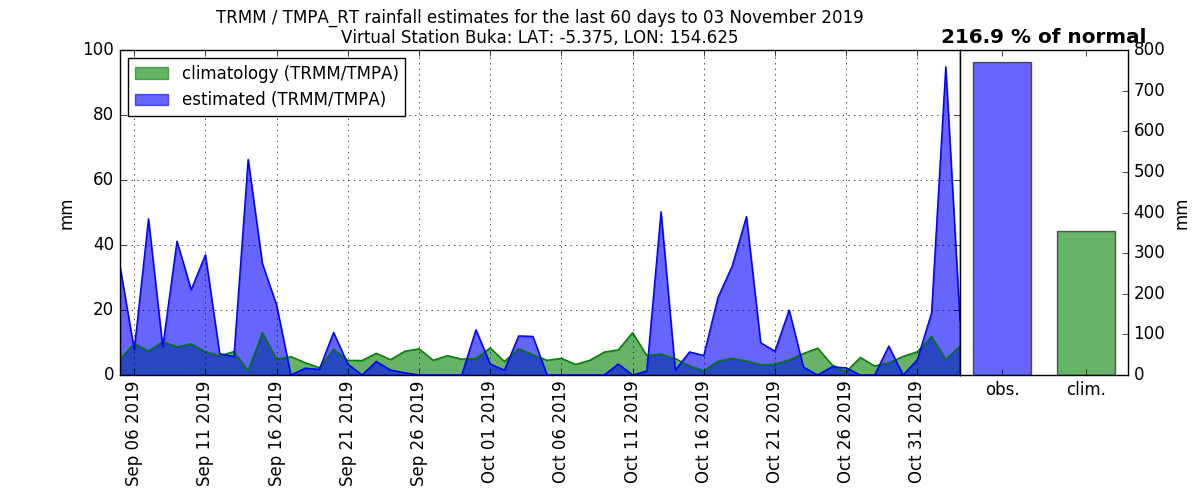 TRMM / TMPA_RT rainfall estimates for the last 60 days to 03 November 2019
Virtual Station Buka: LAT: -5.375, LON: 154.625
216.9 % of normal
climatology (TRMM/TMPA)
estimated (TRMM/TMPA)
100
80
60
40
20
0
mm
800
700
600
500
400
300
200
100
0
mm
Sep 06 2019
Sep 11 2019
Sep 16 2019
Sep 21 2019
Sep 26 2019
Oct 01 2019
Oct 06 2019
Oct 11 2019
Oct 16 2019
Oct 21 2019
Oct 26 2019
Oct 31 2019
obs.
clim.